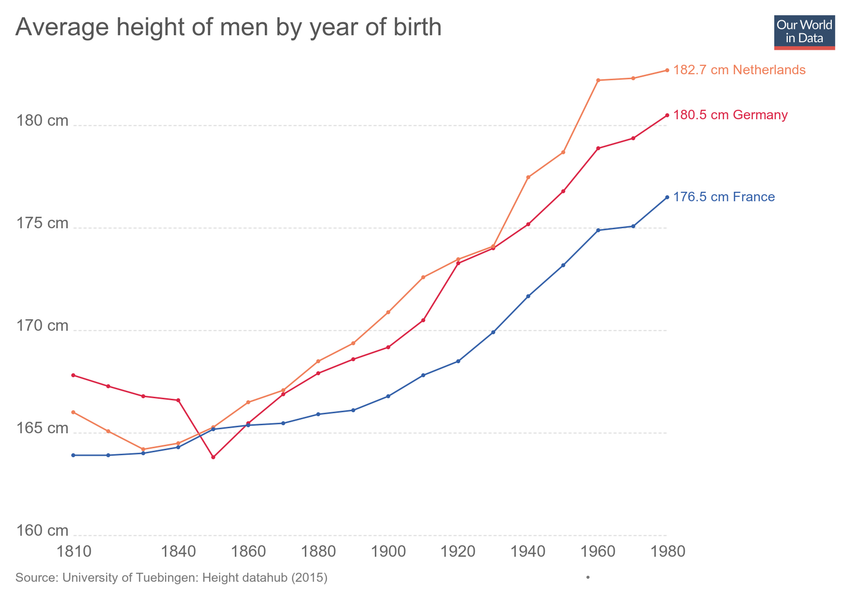 Average height of men by year of birth
Our World
in Data
182.7 cm Netherlands
180.5 cm Germany
180 cm
176.5 cm France
175 cm
170 cm
165 cm
160 cm
1810 1840 1860 1880 1900 1920 1940 1960 1980
Source: University of Tuebingen: Height datahub (2015)